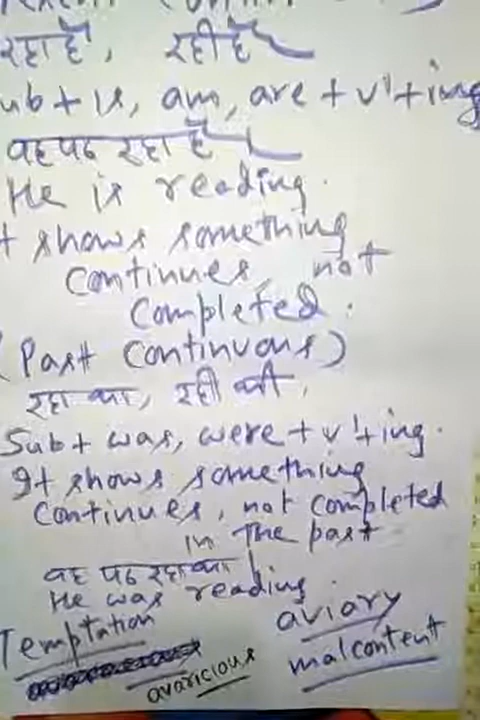 रहा है, रही है
ub + is, am, are + v¹ + ing
वह पढ रहा है।
He is reading.
t shows something
continues, not
completed.
(Past continuous)
रहा था, रही थी,
Sub + was, were + v¹ + ing.
It shows something
continues, not completed
in the past
वह पढ रहा था।
He was reading.
Temptation
aviary
avaricious
malcontent